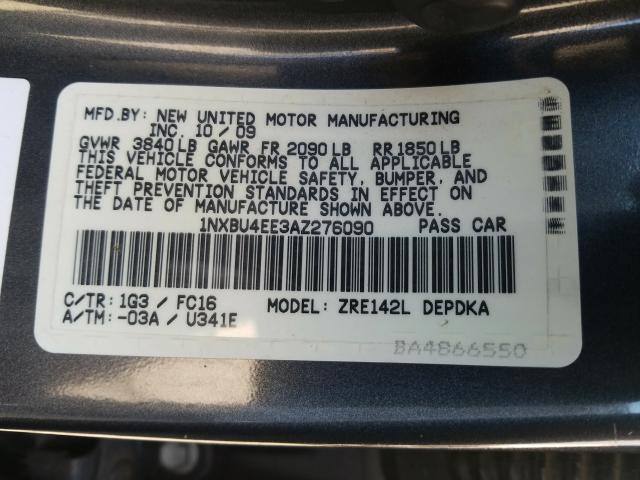 MFD.BY: NEW UNITED MOTOR MANUFACTURING
INC. 10 / 09
GVWR 3840 LB GAWR FR 2090 LB RR 1850 LB
THIS VEHICLE CONFORMS TO ALL APPLICABLE
FEDERAL MOTOR VEHICLE SAFETY, BUMPER, AND
THEFT PREVENTION STANDARDS IN EFFECT ON
THE DATE OF MANUFACTURE SHOWN ABOVE.
1NXBU4EE3AZ276090 PASS CAR
C/TR: 1G3 / FC16 MODEL: ZRE142L DEPDKA
A/TM: -03A / U341E
BA4866550